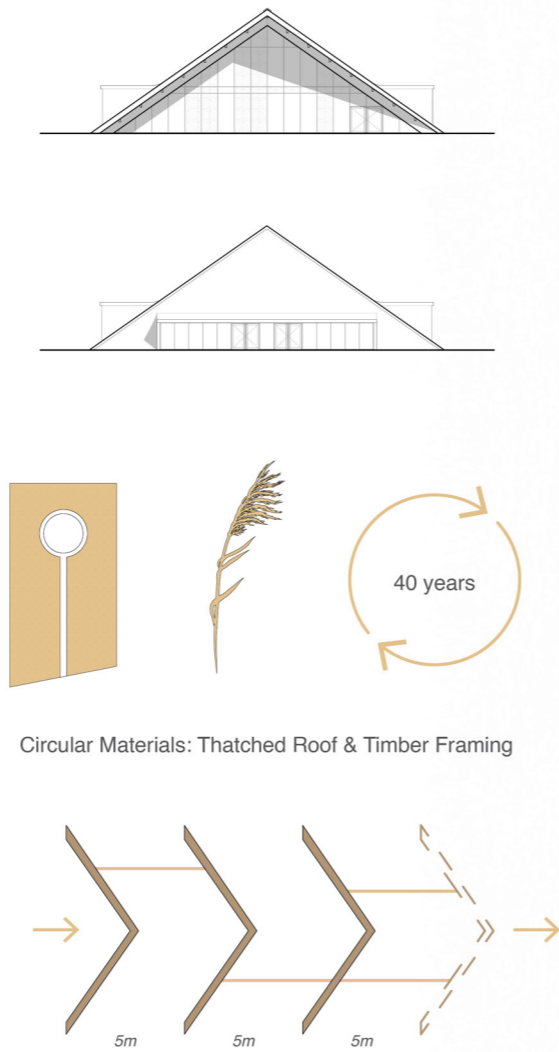 40 years
Circular Materials: Thatched Roof & Timber Framing
5m 5m 5m